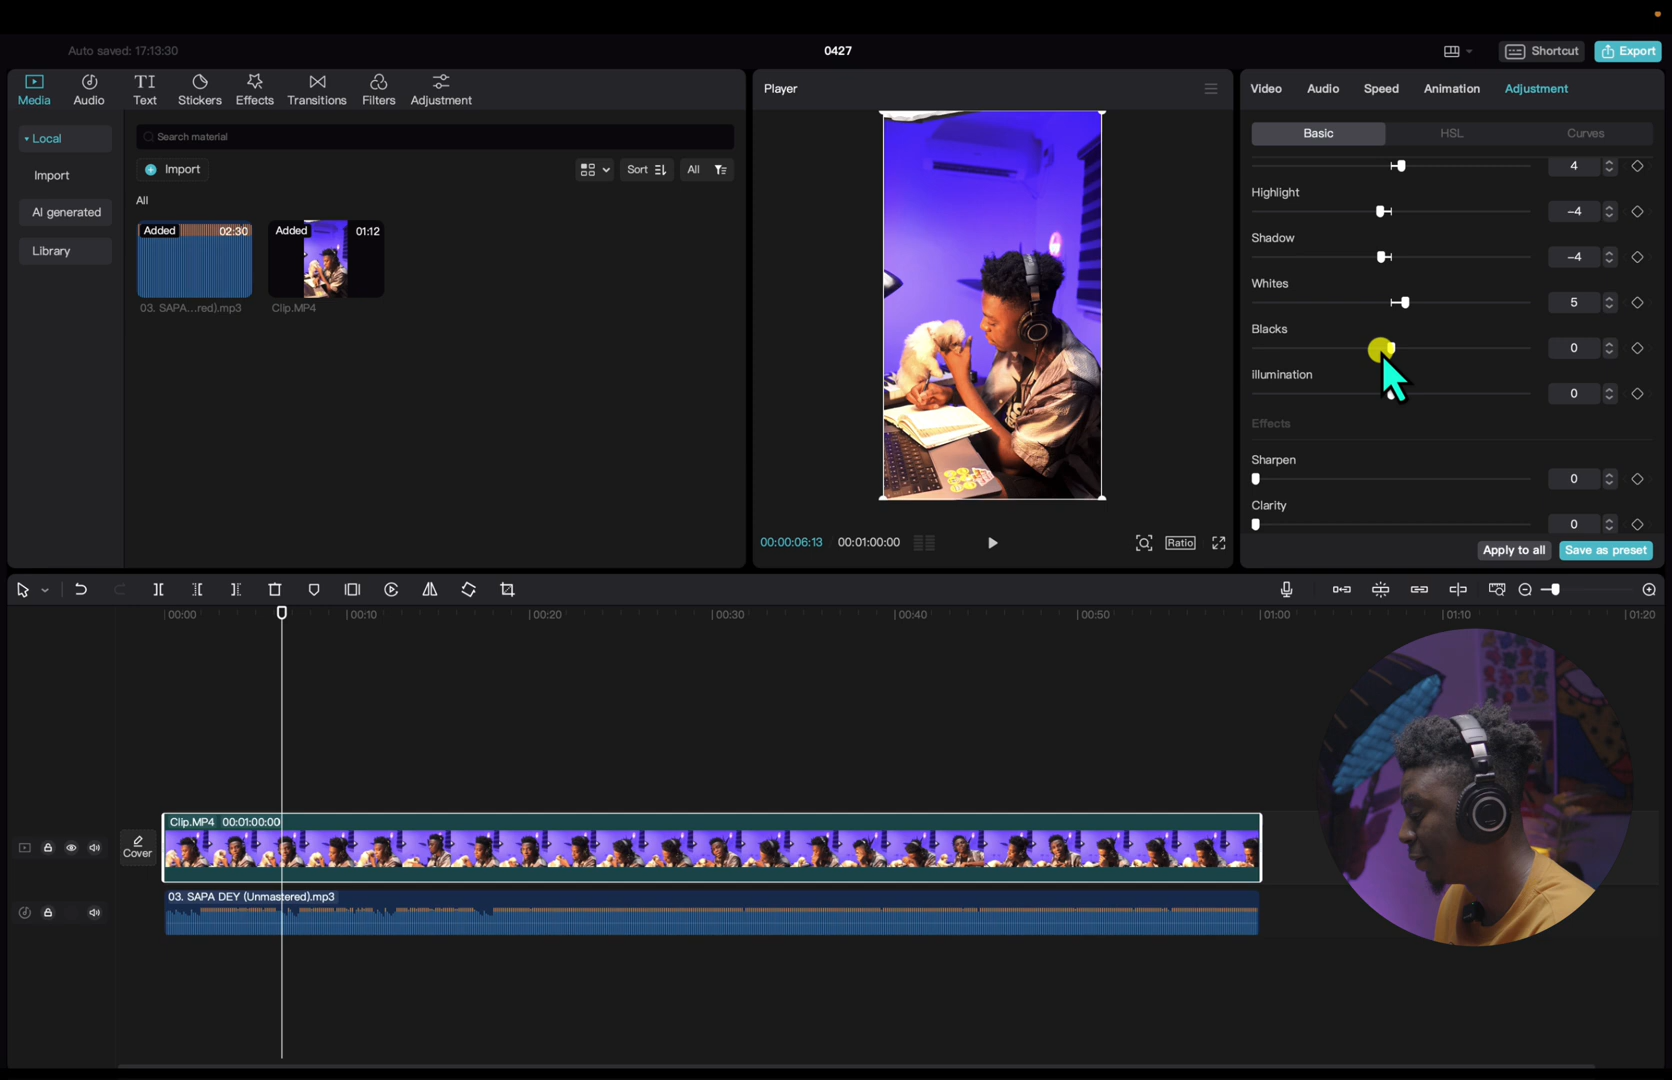 Auto saved: 17:13:30
0427
Shortcut
Export
Media
Audio
Text
Stickers
Effects
Transitions
Filters
Adjustment
Local
Import
AI generated
Library
Search material
Import
Sort
All
All
Added 02:30
03. SAPA...red).mp3
Added 01:12
Clip.MP4
Player
00:00:06:13
00:01:00:00
Ratio
Video
Audio
Speed
Animation
Adjustment
Basic
HSL
Curves
4
Highlight
-4
Shadow
-4
Whites
5
Blacks
0
illumination
0
Effects
Sharpen
0
Clarity
0
Apply to all
Save as preset
00:00
00:10
00:20
00:30
00:40
00:50
01:00
01:10
01:20
Cover
Clip.MP4 00:01:00:00
03. SAPA DEY (Unmastered).mp3